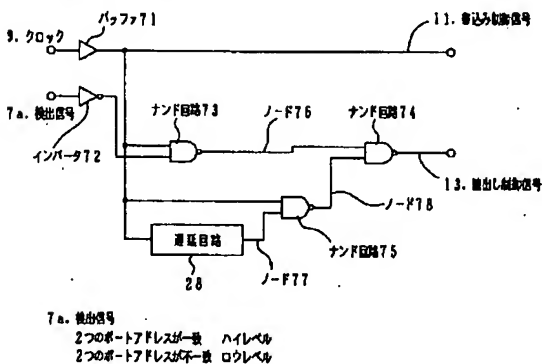 バッファ71
9. クロック
11. 書込み制御信号
7a. 検出信号
インバータ72
ナンド回路73
ノード76
ナンド回路74
13. 読出し制御信号
ノード78
ナンド回路75
遅延回路
ノード77
28
7a. 検出信号
2つのポートアドレスが一致 ハイレベル
2つのポートアドレスが不一致 ロウレベル